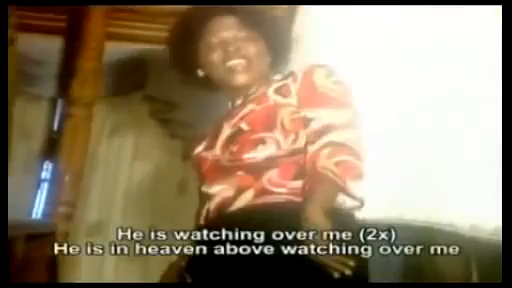 He is watching over me (2x)
He is in heaven above watching over me